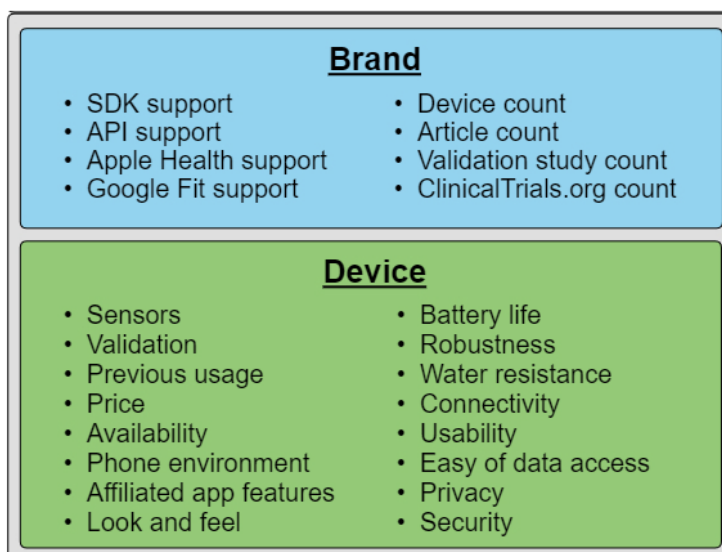 Brand
• SDK support
• API support
• Apple Health support
• Google Fit support
• Device count
• Article count
• Validation study count
• ClinicalTrials.org count
Device
• Sensors
• Validation
• Previous usage
• Price
• Availability
• Phone environment
• Affiliated app features
• Look and feel
• Battery life
• Robustness
• Water resistance
• Connectivity
• Usability
• Easy of data access
• Privacy
• Security